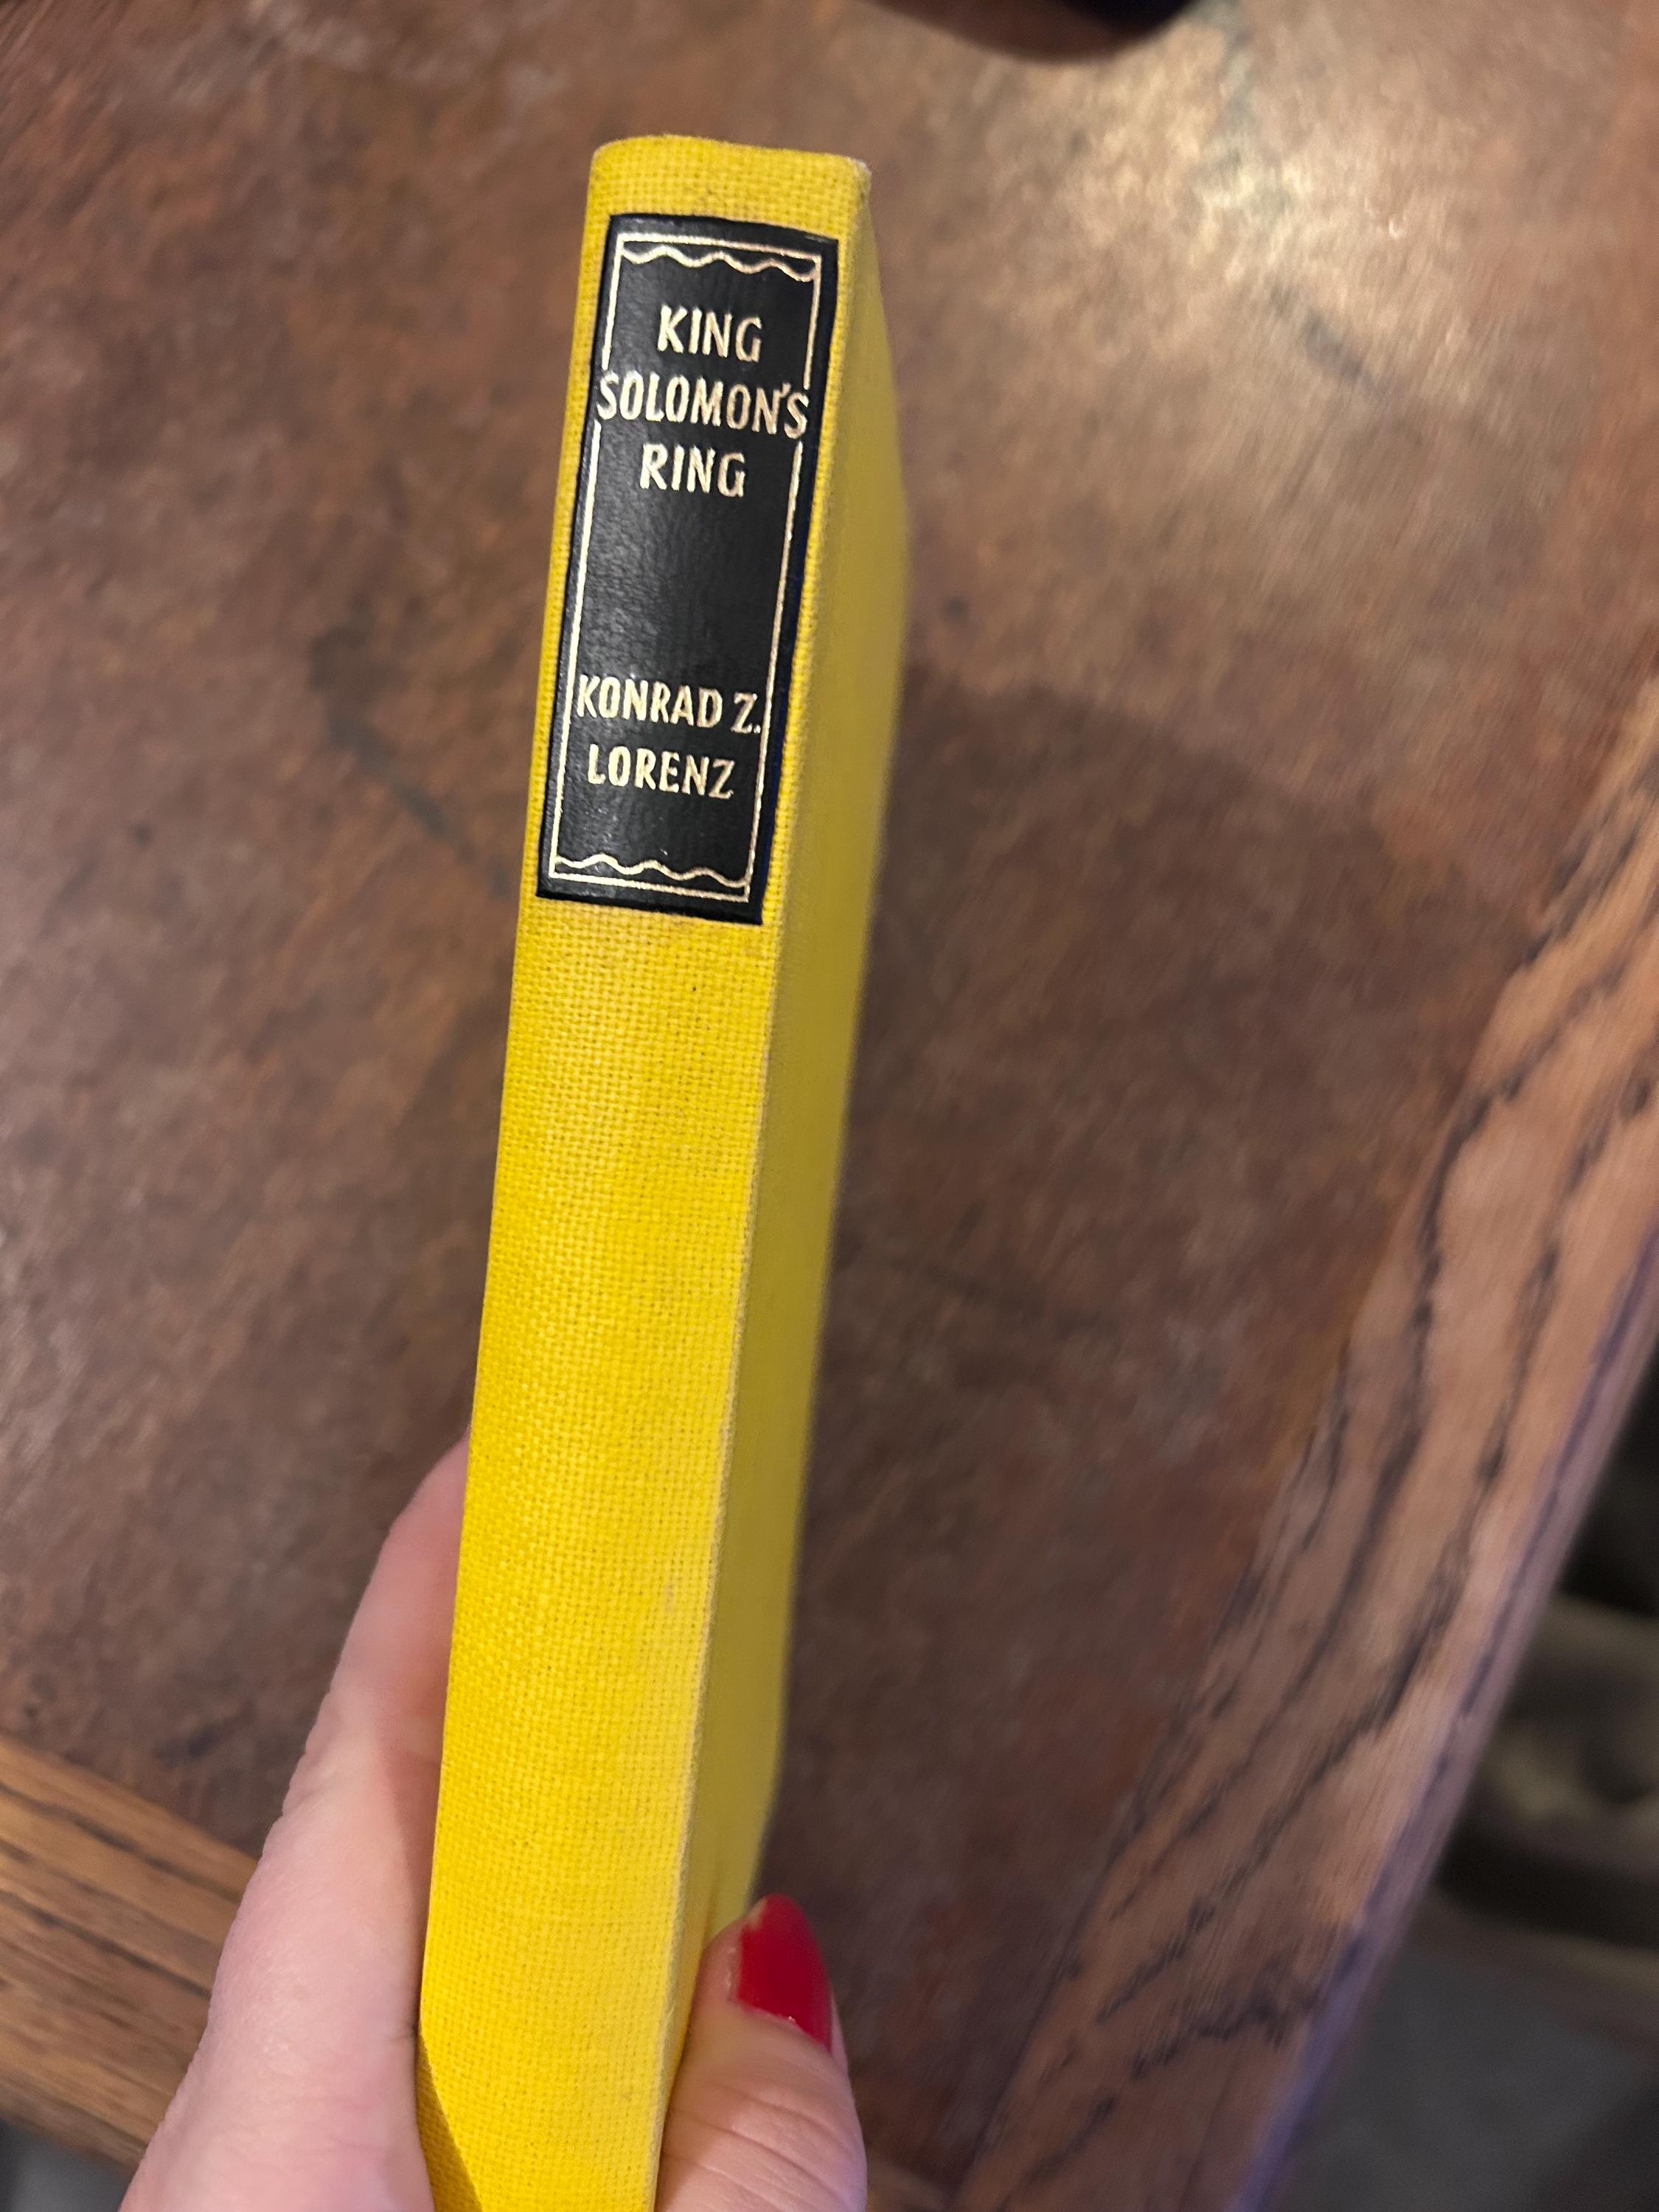 KING
SOLOMON'S
RING
KONRAD Z.
LORENZ